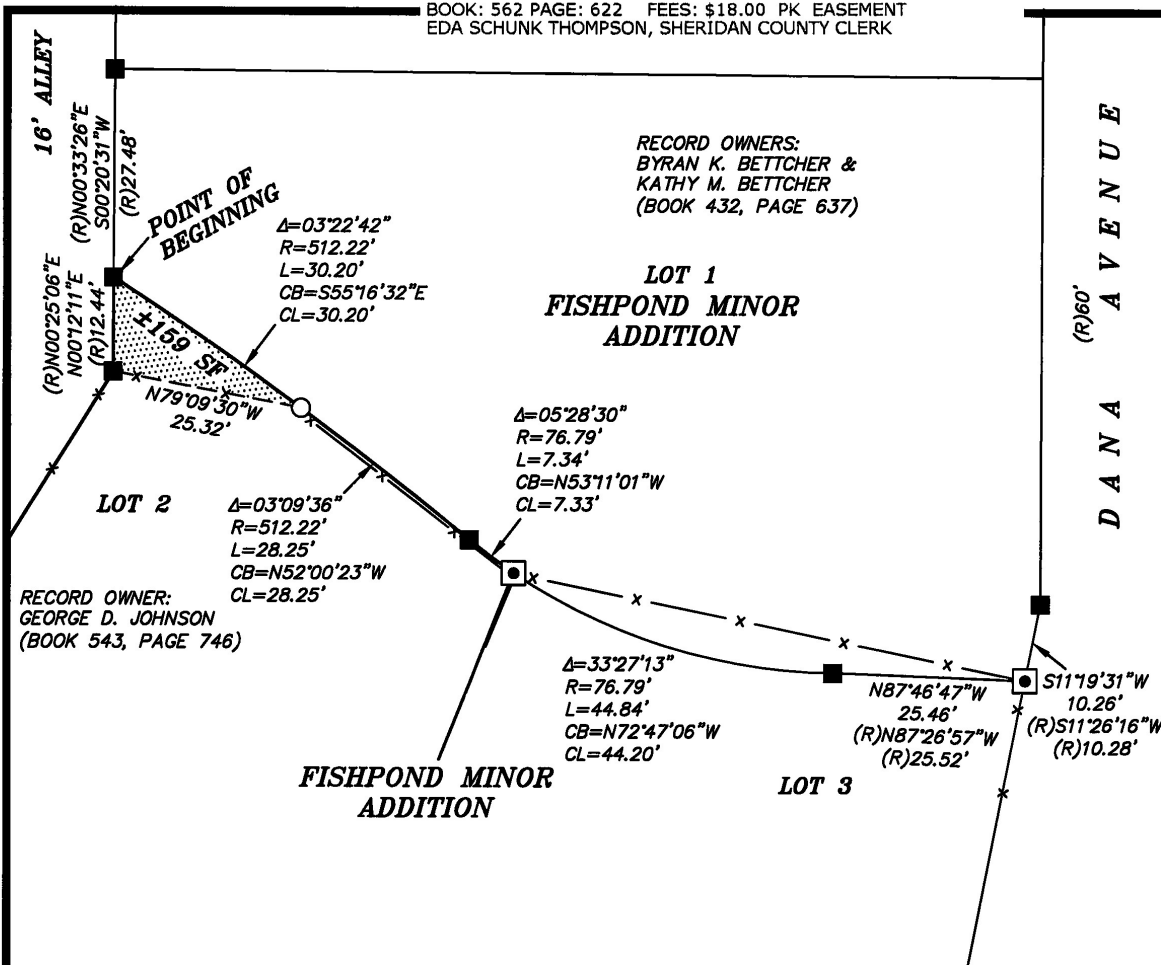 BOOK: 562 PAGE: 622 FEES: $18.00 PK EASEMENT
EDA SCHUNK THOMPSON, SHERIDAN COUNTY CLERK
16' ALLEY
(R)N00°33'26"E
S00°20'31"W
(R)27.48'
POINT OF
BEGINNING
RECORD OWNERS:
BYRAN K. BETTCHER &
KATHY M. BETTCHER
(BOOK 432, PAGE 637)
DANA AVENUE
(R)60'
Δ=03°22'42"
R=512.22'
L=30.20'
CB=S55°16'32"E
CL=30.20'
LOT 1
FISHPOND MINOR
ADDITION
(R)N00°25'06"E
N00°12'11"E
(R)12.44'
±159 SF
N79°09'30"W
25.32'
Δ=05°28'30"
R=76.79'
L=7.34'
CB=N53°11'01"W
CL=7.33'
LOT 2
Δ=03°09'36"
R=512.22'
L=28.25'
CB=N52°00'23"W
CL=28.25'
RECORD OWNER:
GEORGE D. JOHNSON
(BOOK 543, PAGE 746)
Δ=33°27'13"
R=76.79'
L=44.84'
CB=N72°47'06"W
CL=44.20'
N87°46'47"W
25.46'
(R)N87°26'57"W
(R)25.52'
S11°19'31"W
10.26'
(R)S11°26'16"W
(R)10.28'
FISHPOND MINOR
ADDITION
LOT 3